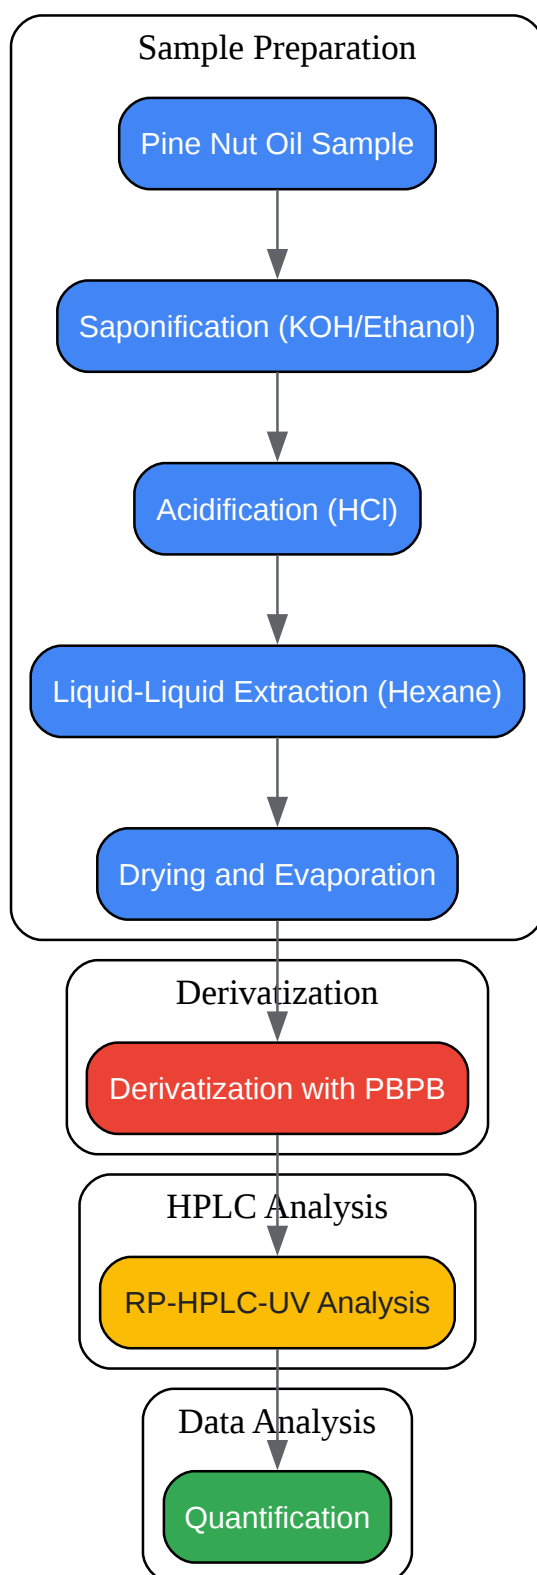 Sample Preparation
Pine Nut Oil Sample
Saponification (KOH/Ethanol)
Acidification (HCl)
Liquid-Liquid Extraction (Hexane)
Drying and Evaporation
Derivatization
Derivatization with PBPB
HPLC Analysis
RP-HPLC-UV Analysis
Data Analysis
Quantification